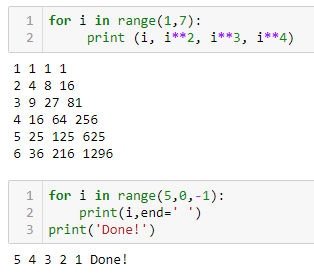 1 for i in range(1,7):
2 print (i, i**2, i**3, i**4)
1 1 1 1
2 4 8 16
3 9 27 81
4 16 64 256
5 25 125 625
6 36 216 1296
1 for i in range(5,0,-1):
2 print(i,end=' ')
3 print('Done!')
5 4 3 2 1 Done!